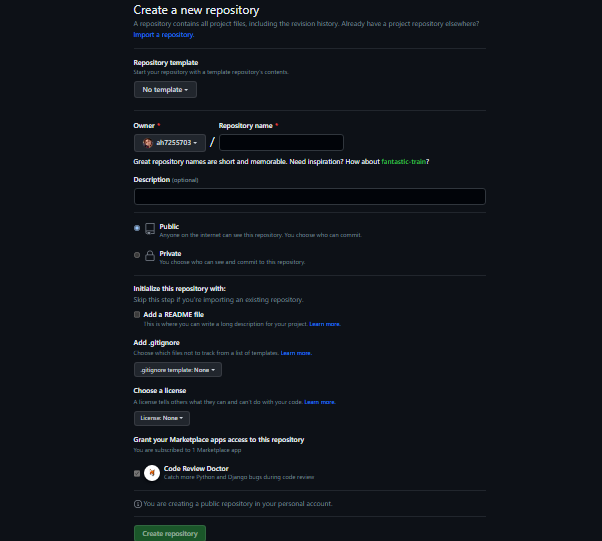 Create a new repository
A repository contains all project files, including the revision history. Already have a project repository elsewhere?
Import a repository.
Repository template
Start your repository with a template repository's contents.
No template
Owner * Repository name *
ah7255703 /
Great repository names are short and memorable. Need inspiration? How about fantastic-train?
Description (optional)
Public
Anyone on the internet can see this repository. You choose who can commit.
Private
You choose who can see and commit to this repository.
Initialize this repository with:
Skip this step if you're importing an existing repository.
Add a README file
This is where you can write a long description for your project. Learn more.
Add .gitignore
Choose which files not to track from a list of templates. Learn more.
.gitignore template: None
Choose a license
A license tells others what they can and can't do with your code. Learn more.
License: None
Grant your Marketplace apps access to this repository
You are subscribed to 1 Marketplace app
Code Review Doctor
Catch more Python and Django bugs during code review
You are creating a public repository in your personal account.
Create repository